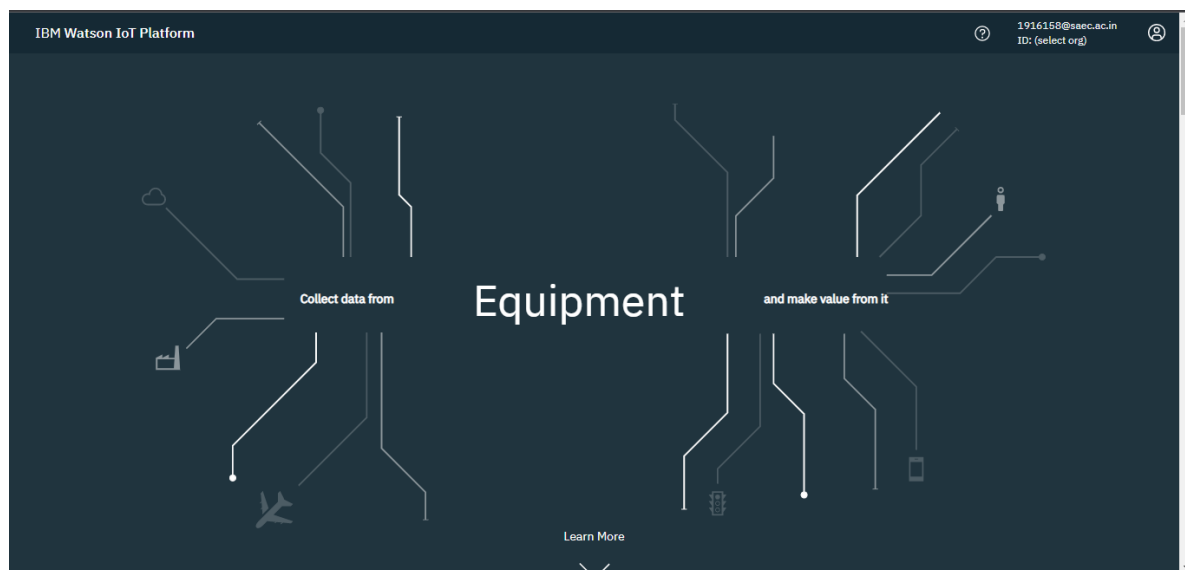 IBM Watson IoT Platform
1916158@saec.ac.in
ID: (select org)
Collect data from
Equipment
and make value from it
Learn More